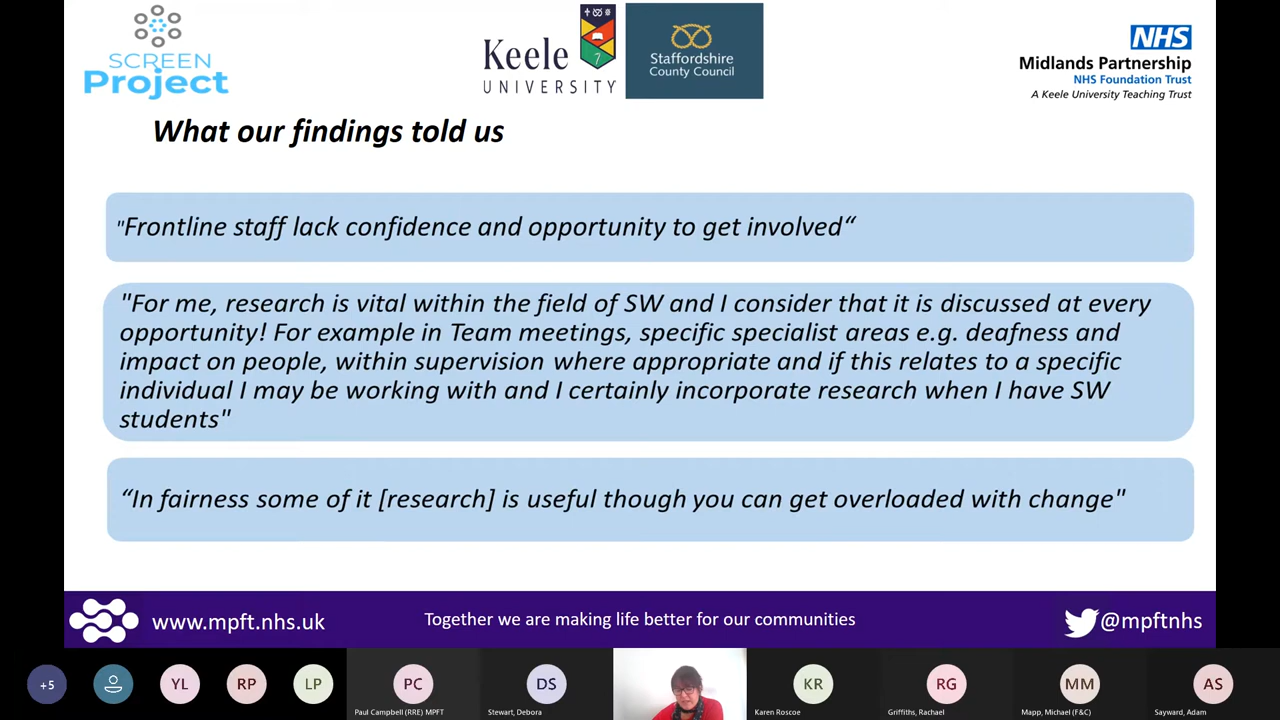 SCREEN
Project
Keele
UNIVERSITY
7
Staffordshire
County Council
NHS
Midlands Partnership
NHS Foundation Trust
A Keele University Teaching Trust
What our findings told us
"Frontline staff lack confidence and opportunity to get involved“
"For me, research is vital within the field of SW and I consider that it is discussed at every
opportunity! For example in Team meetings, specific specialist areas e.g. deafness and
impact on people, within supervision where appropriate and if this relates to a specific
individual I may be working with and I certainly incorporate research when I have SW
students"
“In fairness some of it [research] is useful though you can get overloaded with change"
www.mpft.nhs.uk
Together we are making life better for our communities
@mpftnhs
+5
YL
RP
LP
PC
DS
KR
RG
MM
AS
Paul Campbell (RRE) MPFT
Stewart, Debora
Karen Roscoe
Griffiths, Rachael
Mapp, Michael (F&C)
Sayward, Adam